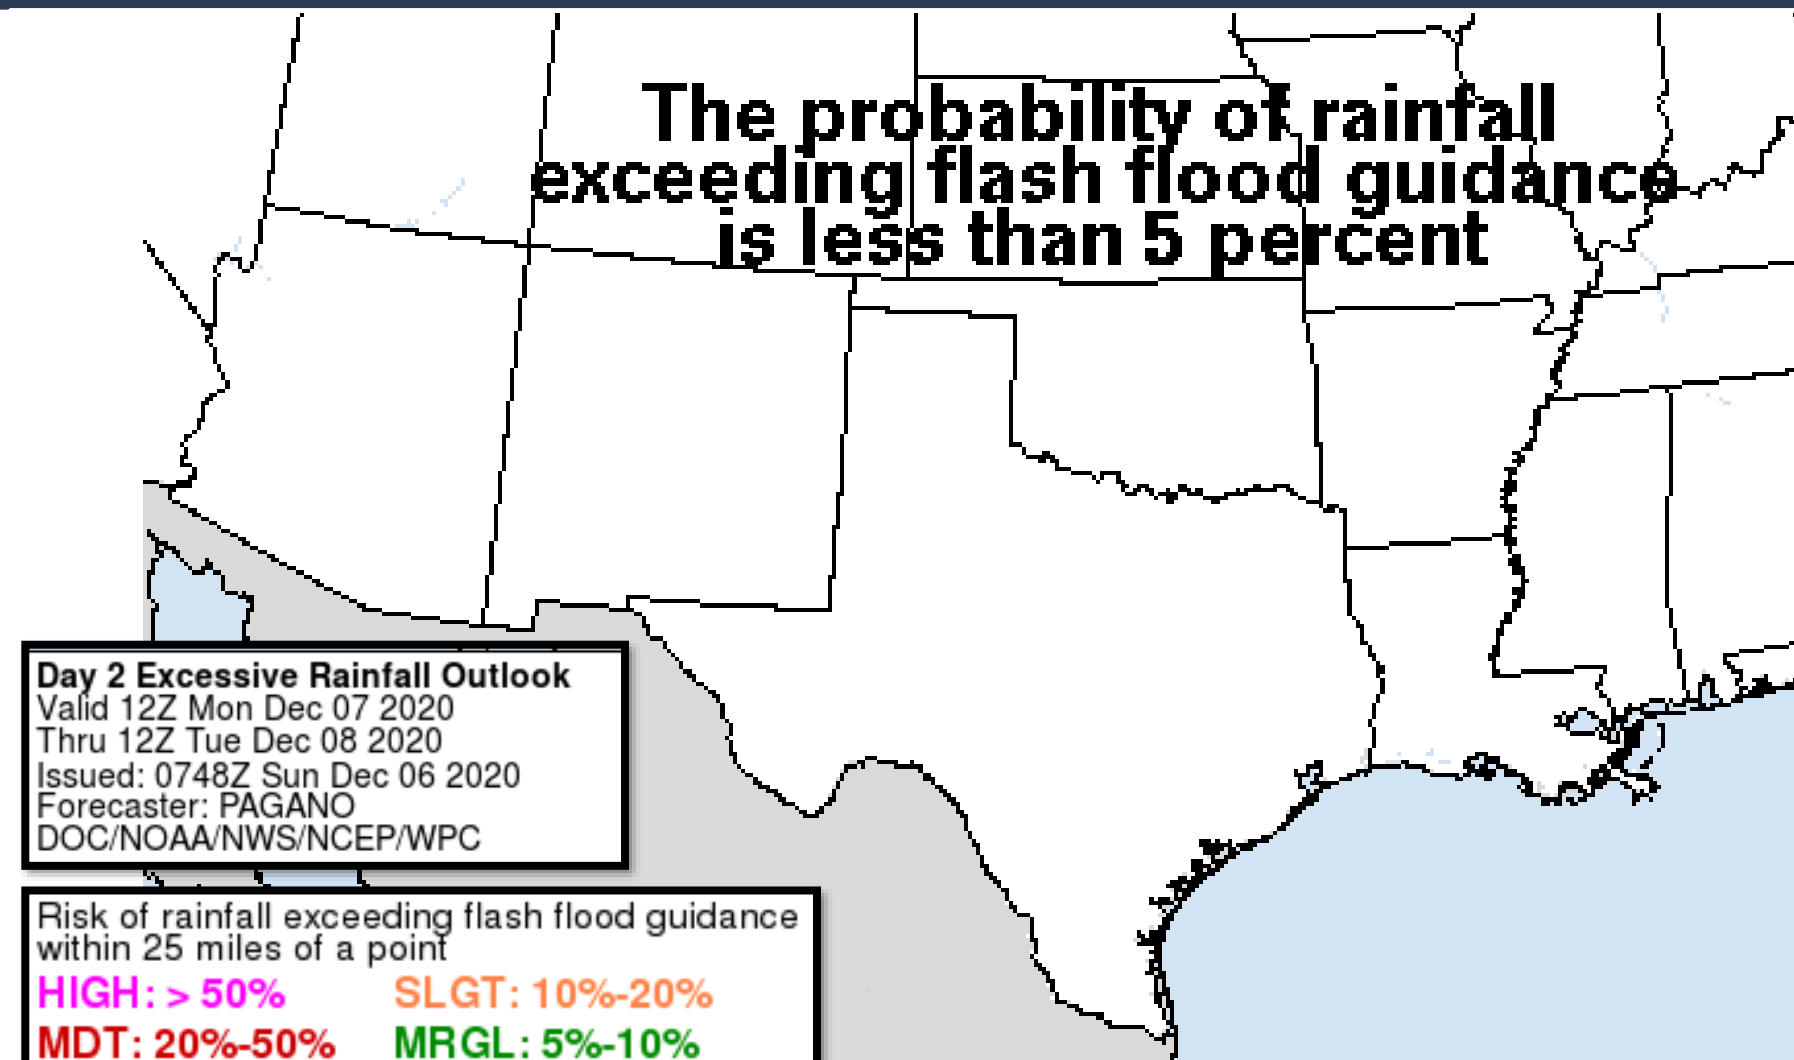 The probability of rainfall
exceeding flash flood guidance
is less than 5 percent
Day 2 Excessive Rainfall Outlook
Valid 12Z Mon Dec 07 2020
Thru 12Z Tue Dec 08 2020
Issued: 0748Z Sun Dec 06 2020
Forecaster: PAGANO
DOC/NOAA/NWS/NCEP/WPC
Risk of rainfall exceeding flash flood guidance
within 25 miles of a point
HIGH: > 50% SLGT: 10%-20%
MDT: 20%-50% MRGL: 5%-10%